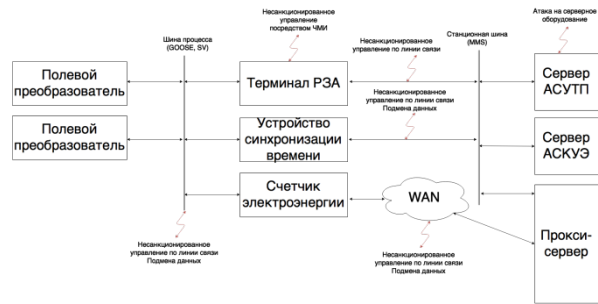 Несанкционированное
управление
посредством ЧМИ
Атака на серверное
оборудование
Шина процесса
(GOOSE, SV)
Несанкционированное
управление по линии связи
Станционная шина
(MMS)
Полевой
преобразователь
Терминал РЗА
Сервер
АСУТП
Несанкционированное
управление по линии связи
Подмена данных
Полевой
преобразователь
Устройство
синхронизации
времени
Сервер
АСКУЭ
Счетчик
электроэнергии
WAN
Прокси-
сервер
Несанкционированное
управление по линии связи
Подмена данных
Несанкционированное
управление по линии связи
Подмена данных